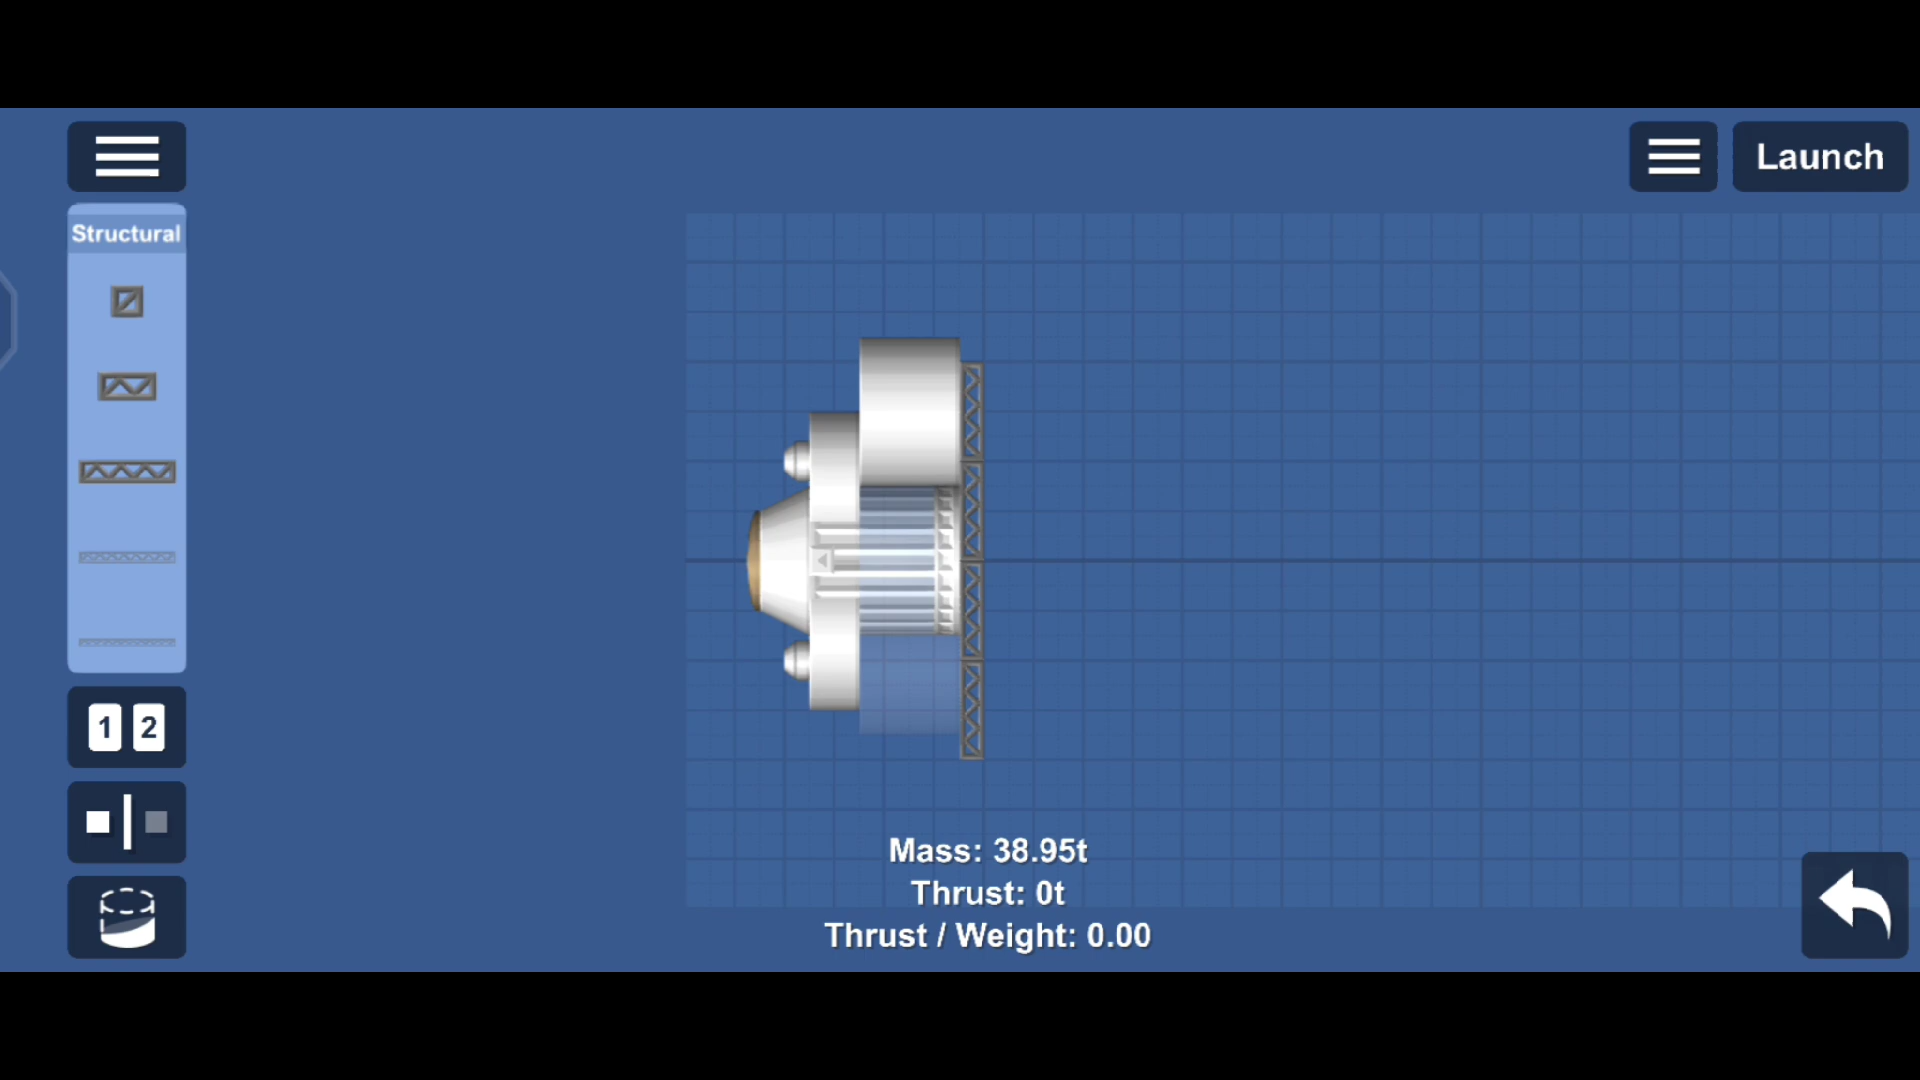 Launch
Structural
1 2
Mass: 38.95t
Thrust: 0t
Thrust / Weight: 0.00